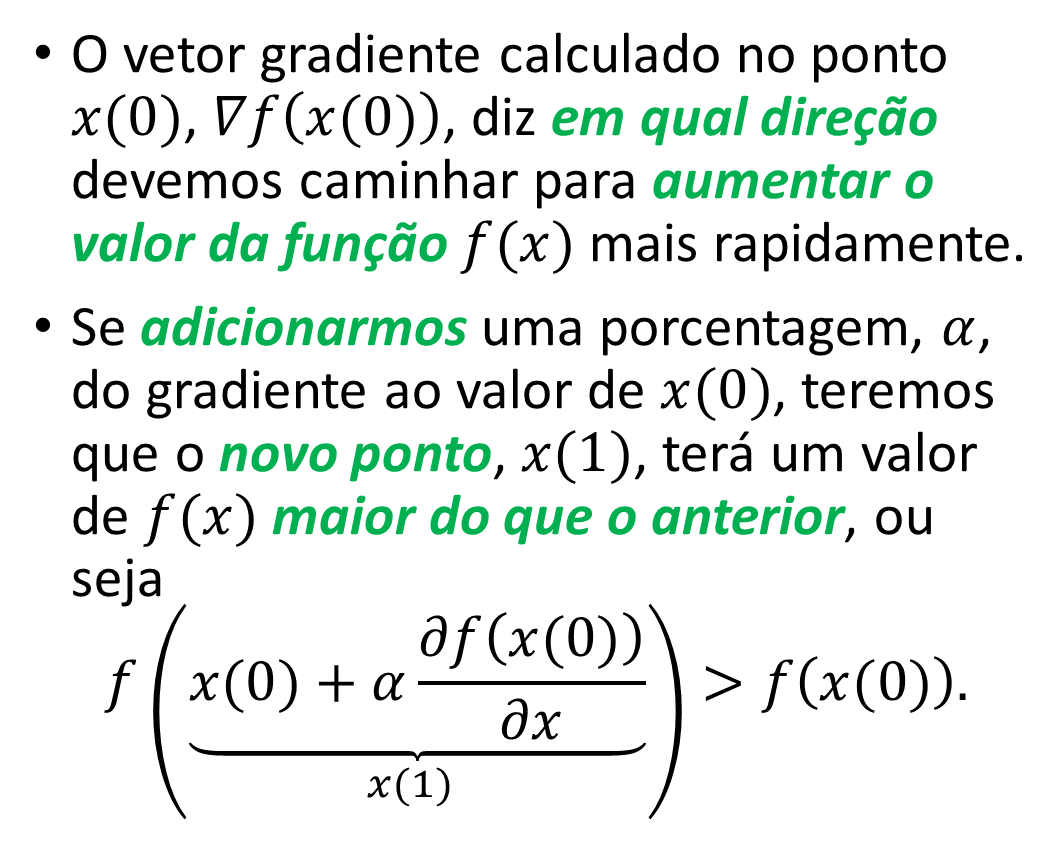 • O vetor gradiente calculado no ponto
x(0), ∇f(x(0)), diz em qual direção
devemos caminhar para aumentar o
valor da função f(x) mais rapidamente.
• Se adicionarmos uma porcentagem, α,
do gradiente ao valor de x(0), teremos
que o novo ponto, x(1), terá um valor
de f(x) maior do que o anterior, ou
seja
f(x(0) + α ∂f(x(0))/∂x) > f(x(0)).
x(1)